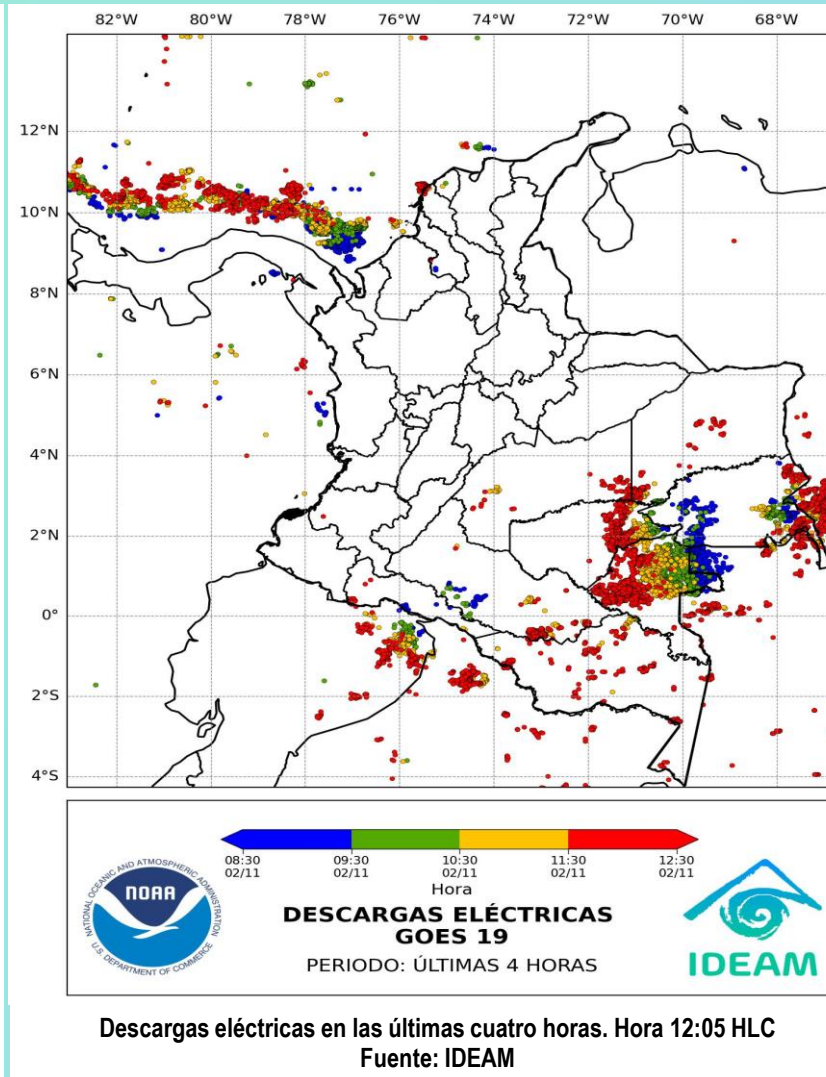 82°W 80°W 78°W 76°W 74°W 72°W 70°W 68°W
12°N
10°N
8°N
6°N
4°N
2°N
0°
2°S
4°S
08:30 09:30 10:30 11:30 12:30
02/11 02/11 02/11 02/11 02/11
Hora
NATIONAL OCEANIC AND ATMOSPHERIC ADMINISTRATION
NOAA
U.S. DEPARTMENT OF COMMERCE
DESCARGAS ELÉCTRICAS
GOES 19
PERIODO: ÚLTIMAS 4 HORAS
IDEAM
Descargas eléctricas en las últimas cuatro horas. Hora 12:05 HLC
Fuente: IDEAM